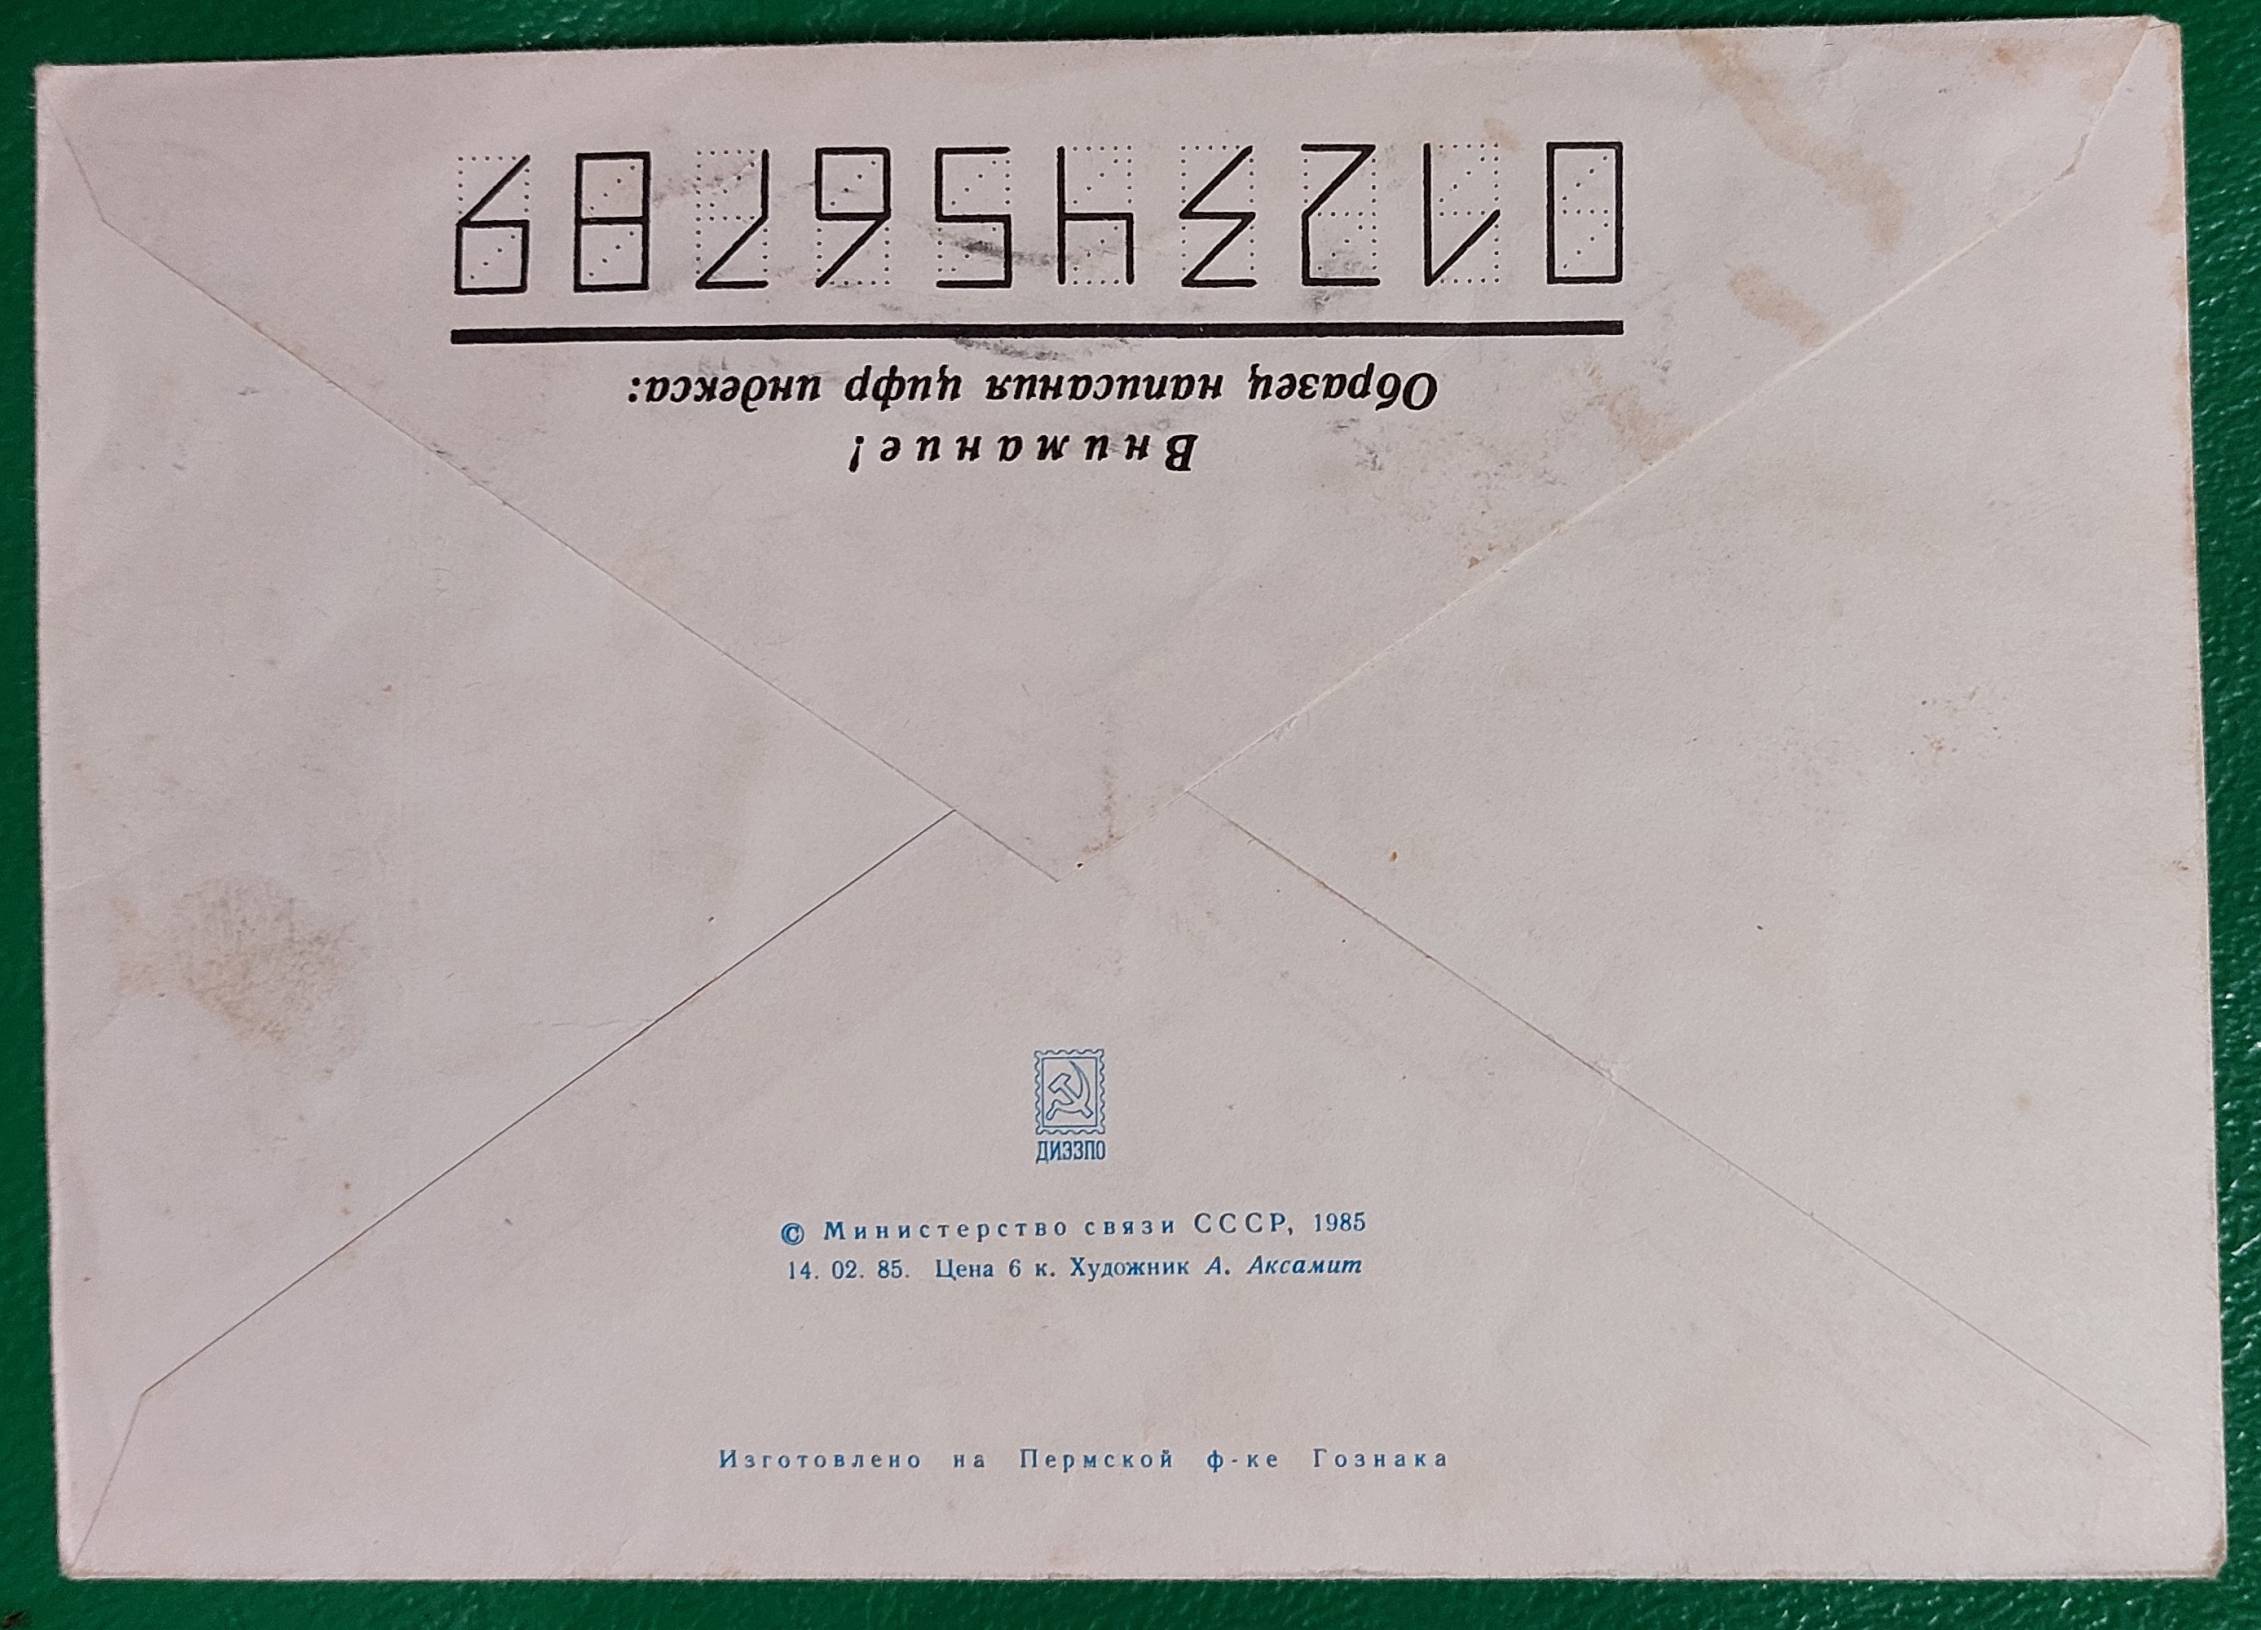 Внимание!
Образец написания цифр индекса:
0123456789
ДИЭЗПО
© Министерство связи СССР, 1985
14. 02. 85. Цена 6 к. Художник А. Аксамит
Изготовлено на Пермской ф-ке Гознака